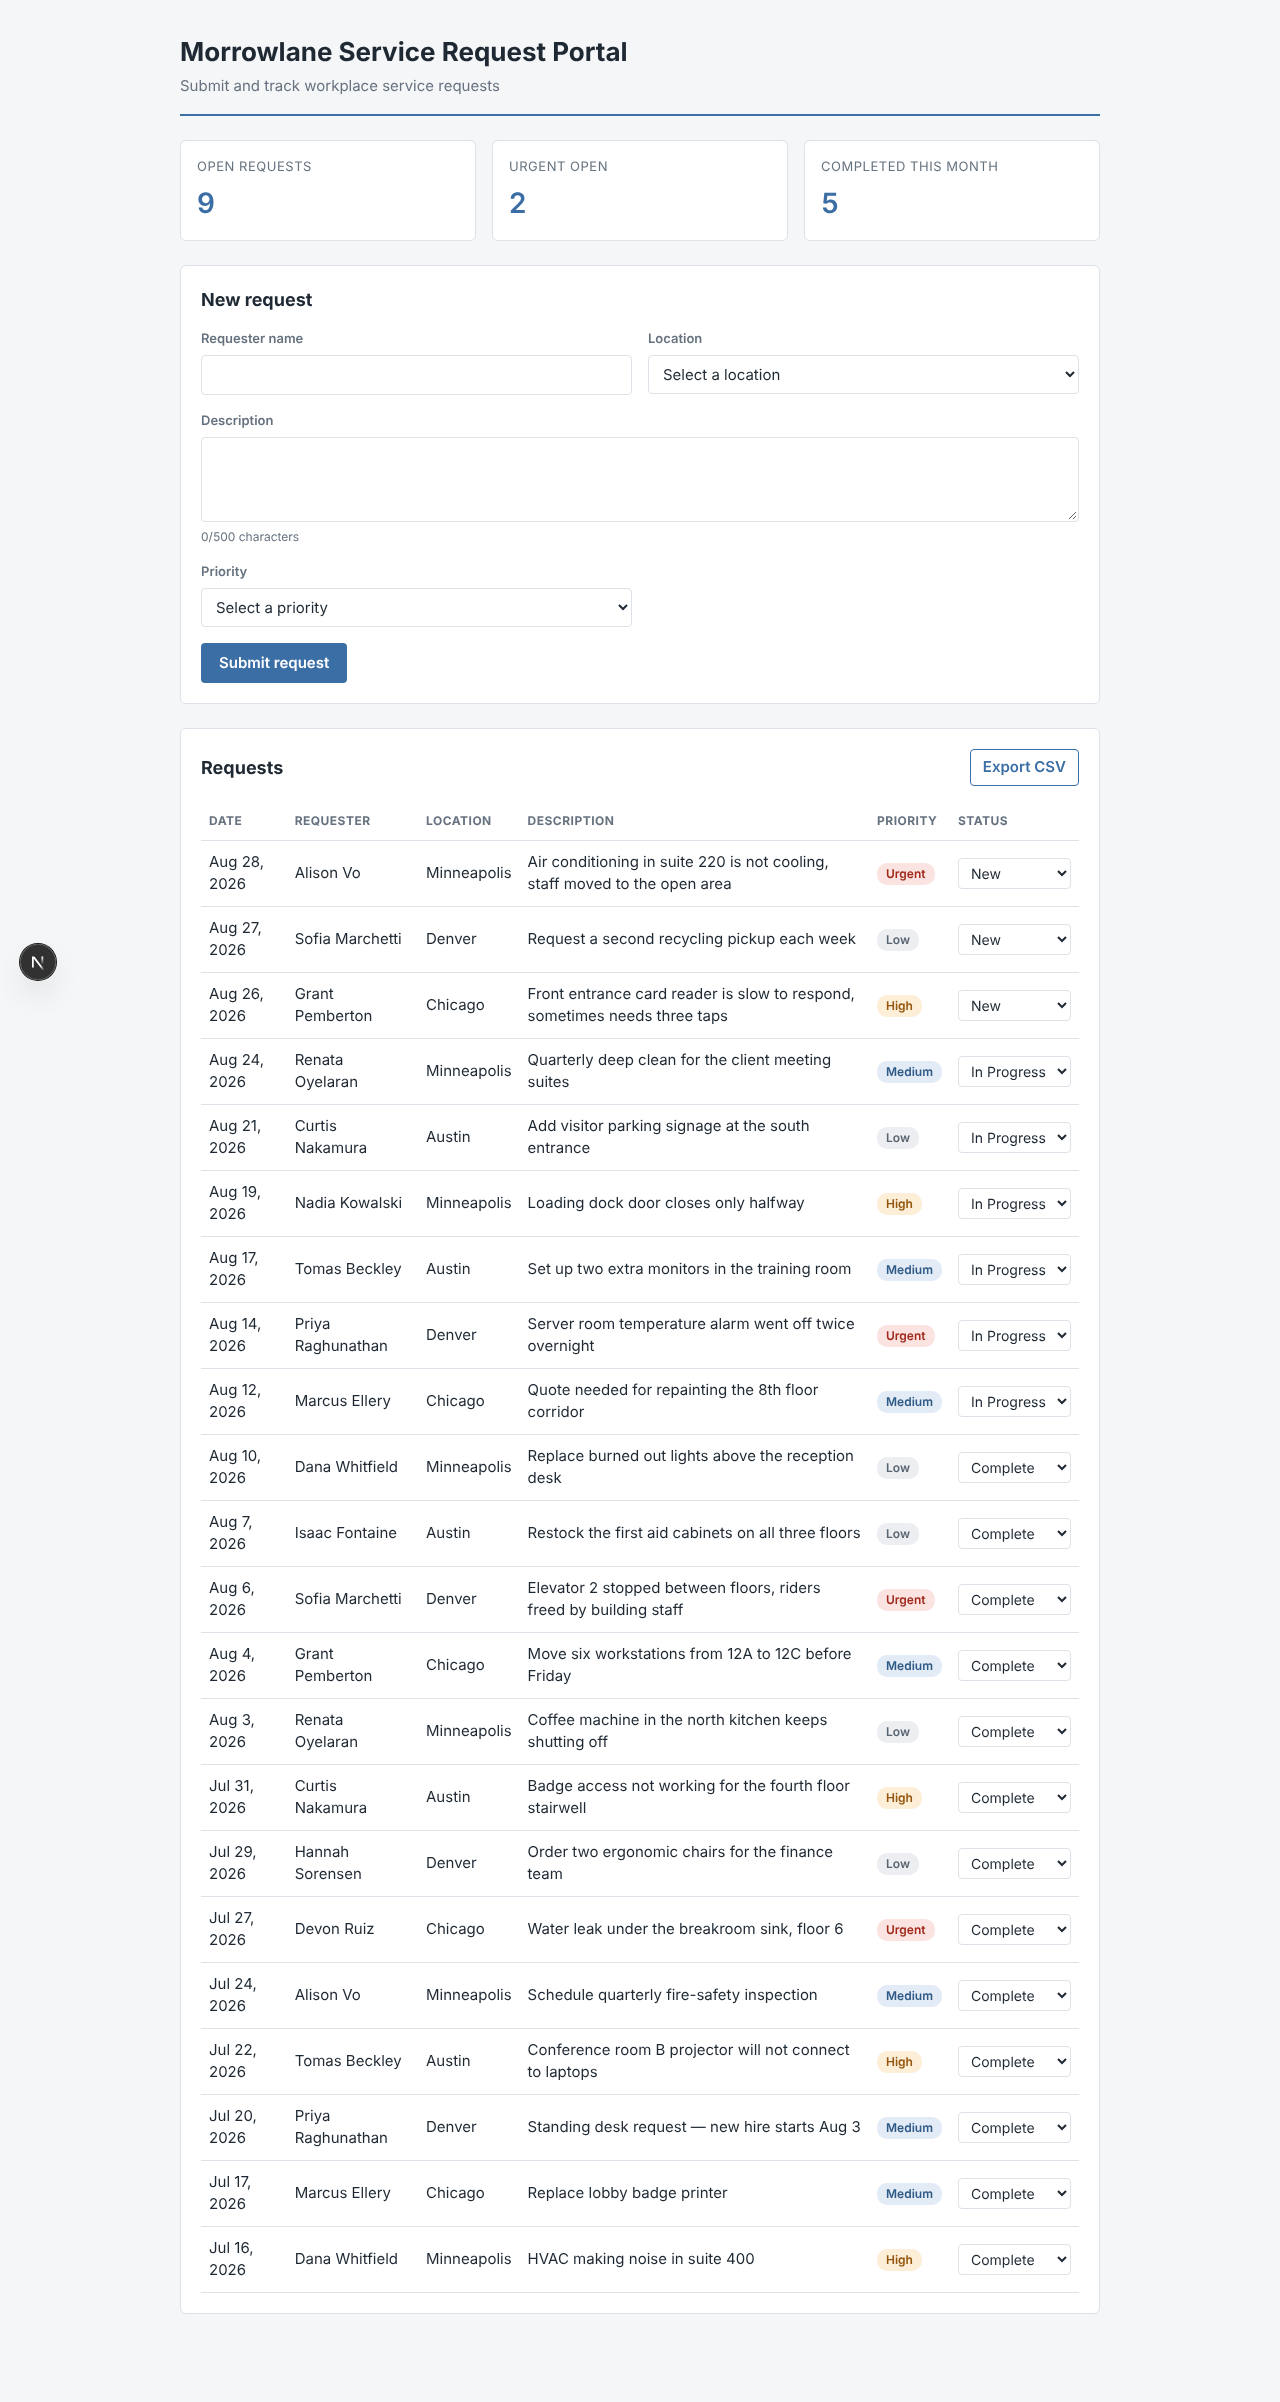 Morrowlane Service Request Portal
Submit and track workplace service requests
OPEN REQUESTS
9
URGENT OPEN
2
COMPLETED THIS MONTH
5
New request
Requester name
Location
Select a location
Description
0/500 characters
Priority
Select a priority
Submit request
Requests
Export CSV
DATE REQUESTER LOCATION DESCRIPTION PRIORITY STATUS
Aug 28, 2026 Alison Vo Minneapolis Air conditioning in suite 220 is not cooling, staff moved to the open area Urgent New
Aug 27, 2026 Sofia Marchetti Denver Request a second recycling pickup each week Low New
Aug 26, 2026 Grant Pemberton Chicago Front entrance card reader is slow to respond, sometimes needs three taps High New
Aug 24, 2026 Renata Oyelaran Minneapolis Quarterly deep clean for the client meeting suites Medium In Progress
Aug 21, 2026 Curtis Nakamura Austin Add visitor parking signage at the south entrance Low In Progress
Aug 19, 2026 Nadia Kowalski Minneapolis Loading dock door closes only halfway High In Progress
Aug 17, 2026 Tomas Beckley Austin Set up two extra monitors in the training room Medium In Progress
Aug 14, 2026 Priya Raghunathan Denver Server room temperature alarm went off twice overnight Urgent In Progress
Aug 12, 2026 Marcus Ellery Chicago Quote needed for repainting the 8th floor corridor Medium In Progress
Aug 10, 2026 Dana Whitfield Minneapolis Replace burned out lights above the reception desk Low Complete
Aug 7, 2026 Isaac Fontaine Austin Restock the first aid cabinets on all three floors Low Complete
Aug 6, 2026 Sofia Marchetti Denver Elevator 2 stopped between floors, riders freed by building staff Urgent Complete
Aug 4, 2026 Grant Pemberton Chicago Move six workstations from 12A to 12C before Friday Medium Complete
Aug 3, 2026 Renata Oyelaran Minneapolis Coffee machine in the north kitchen keeps shutting off Low Complete
Jul 31, 2026 Curtis Nakamura Austin Badge access not working for the fourth floor stairwell High Complete
Jul 29, 2026 Hannah Sorensen Denver Order two ergonomic chairs for the finance team Low Complete
Jul 27, 2026 Devon Ruiz Chicago Water leak under the breakroom sink, floor 6 Urgent Complete
Jul 24, 2026 Alison Vo Minneapolis Schedule quarterly fire-safety inspection Medium Complete
Jul 22, 2026 Tomas Beckley Austin Conference room B projector will not connect to laptops High Complete
Jul 20, 2026 Priya Raghunathan Denver Standing desk request — new hire starts Aug 3 Medium Complete
Jul 17, 2026 Marcus Ellery Chicago Replace lobby badge printer Medium Complete
Jul 16, 2026 Dana Whitfield Minneapolis HVAC making noise in suite 400 High Complete
N